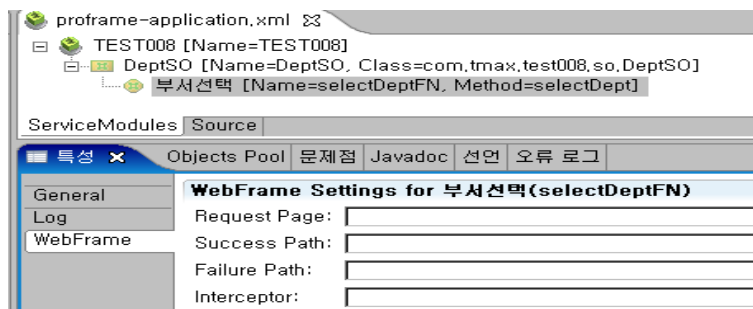 proframe-application.xml
TEST008 [Name=TEST008]
DeptSO [Name=DeptSO, Class=com.tmax.test008.so.DeptSO]
부서선택 [Name=selectDeptFN, Method=selectDept]
ServiceModules Source
특성 Objects Pool 문제점 Javadoc 선언 오류 로그
General
Log
WebFrame
WebFrame Settings for 부서선택(selectDeptFN)
Request Page:
Success Path:
Failure Path:
Interceptor: